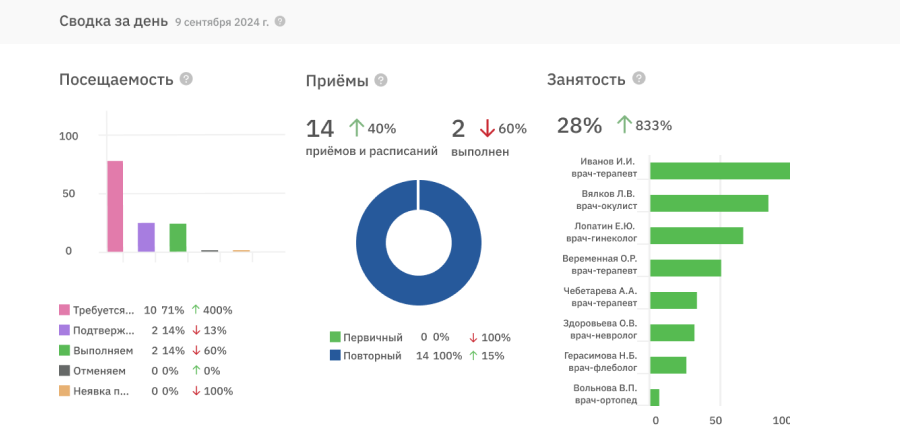 Сводка за день 9 сентября 2024 г. ?
Посещаемость ?
100
50
0
Требуется... 10 71% ↑ 400%
Подтверж... 2 14% ↓ 13%
Выполняем 2 14% ↓ 60%
Отменяем 0 0% ↑ 0%
Неявка п... 0 0% ↓ 100%
Приёмы ?
14 ↑ 40% 2 ↓ 60%
приёмов и расписаний выполнен
Первичный 0 0% ↓ 100%
Повторный 14 100% ↑ 15%
Занятость ?
28% ↑ 833%
Иванов И.И.
врач-терапевт
Вялков Л.В.
врач-окулист
Лопатин Е.Ю.
врач-гинеколог
Веременная О.Р.
врач-терапевт
Чебетарева А.А.
врач-терапевт
Здоровьева О.В.
врач-невролог
Герасимова Н.Б.
врач-флеболог
Вольнова В.П.
врач-ортопед
0 50 100